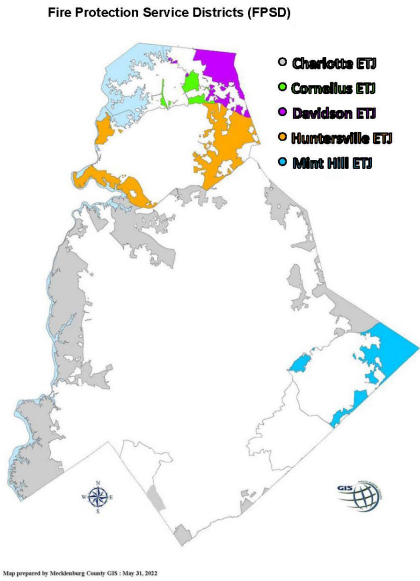 Fire Protection Service Districts (FPSD)
Charlotte ETJ
Cornelius ETJ
Davidson ETJ
Huntersville ETJ
Mint Hill ETJ
N
W E
S
GIS
Map prepared by Mecklenburg County GIS : May 31, 2022